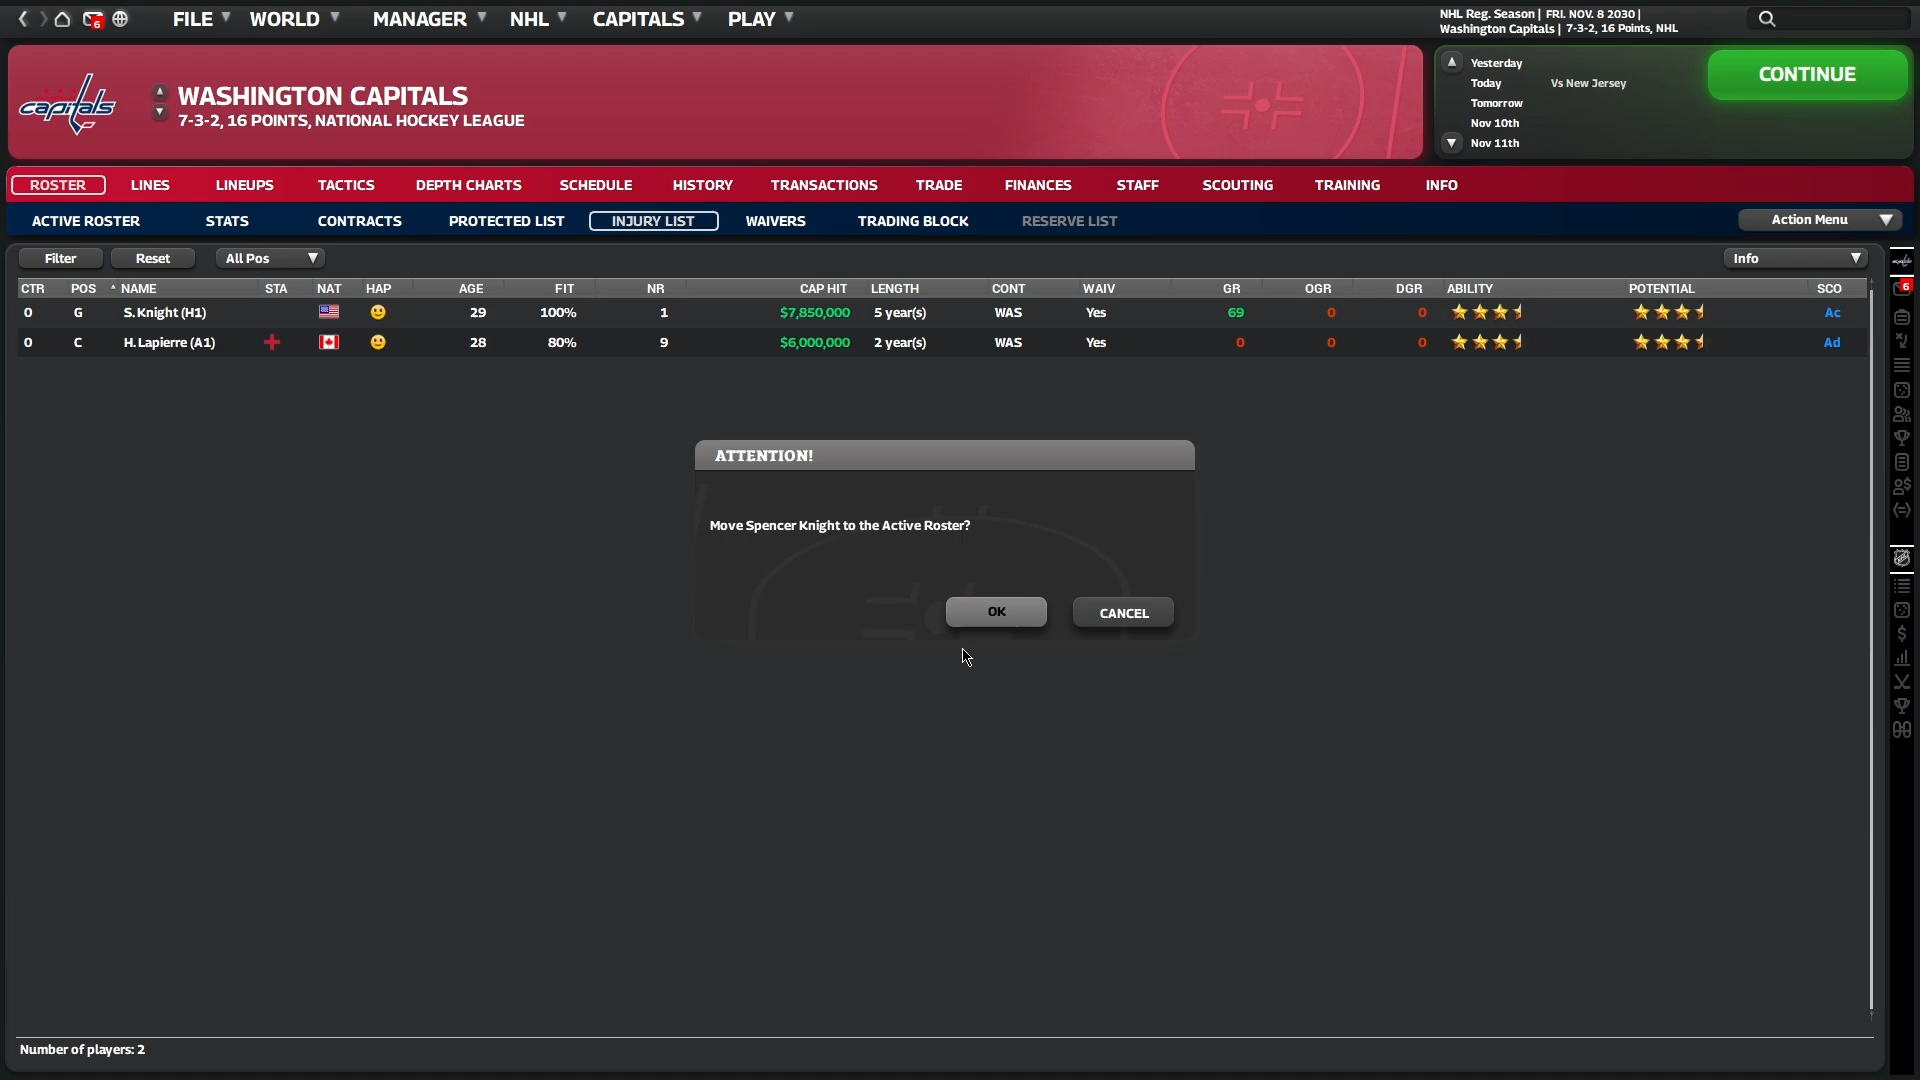 6
FILE WORLD MANAGER NHL CAPITALS PLAY
NHL Reg. Season | FRI. NOV. 8 2030 |
Washington Capitals | 7-3-2, 16 Points, NHL
capitals
WASHINGTON CAPITALS
7-3-2, 16 POINTS, NATIONAL HOCKEY LEAGUE
Yesterday
Today Vs New Jersey
Tomorrow
Nov 10th
Nov 11th
CONTINUE
ROSTER LINES LINEUPS TACTICS DEPTH CHARTS SCHEDULE HISTORY TRANSACTIONS TRADE FINANCES STAFF SCOUTING TRAINING INFO
ACTIVE ROSTER STATS CONTRACTS PROTECTED LIST INJURY LIST WAIVERS TRADING BLOCK RESERVE LIST Action Menu
Filter Reset All Pos Info
CTR POS NAME STA NAT HAP AGE FIT NR CAP HIT LENGTH CONT WAIV GR OGR DGR ABILITY POTENTIAL SCO
0 G S. Knight (H1) 29 100% 1 $7,850,000 5 year(s) WAS Yes 69 0 0 Ac
0 C H. Lapierre (A1) 28 80% 9 $6,000,000 2 year(s) WAS Yes 0 0 0 Ad
6
ATTENTION!
Move Spencer Knight to the Active Roster?
OK CANCEL
Number of players: 2